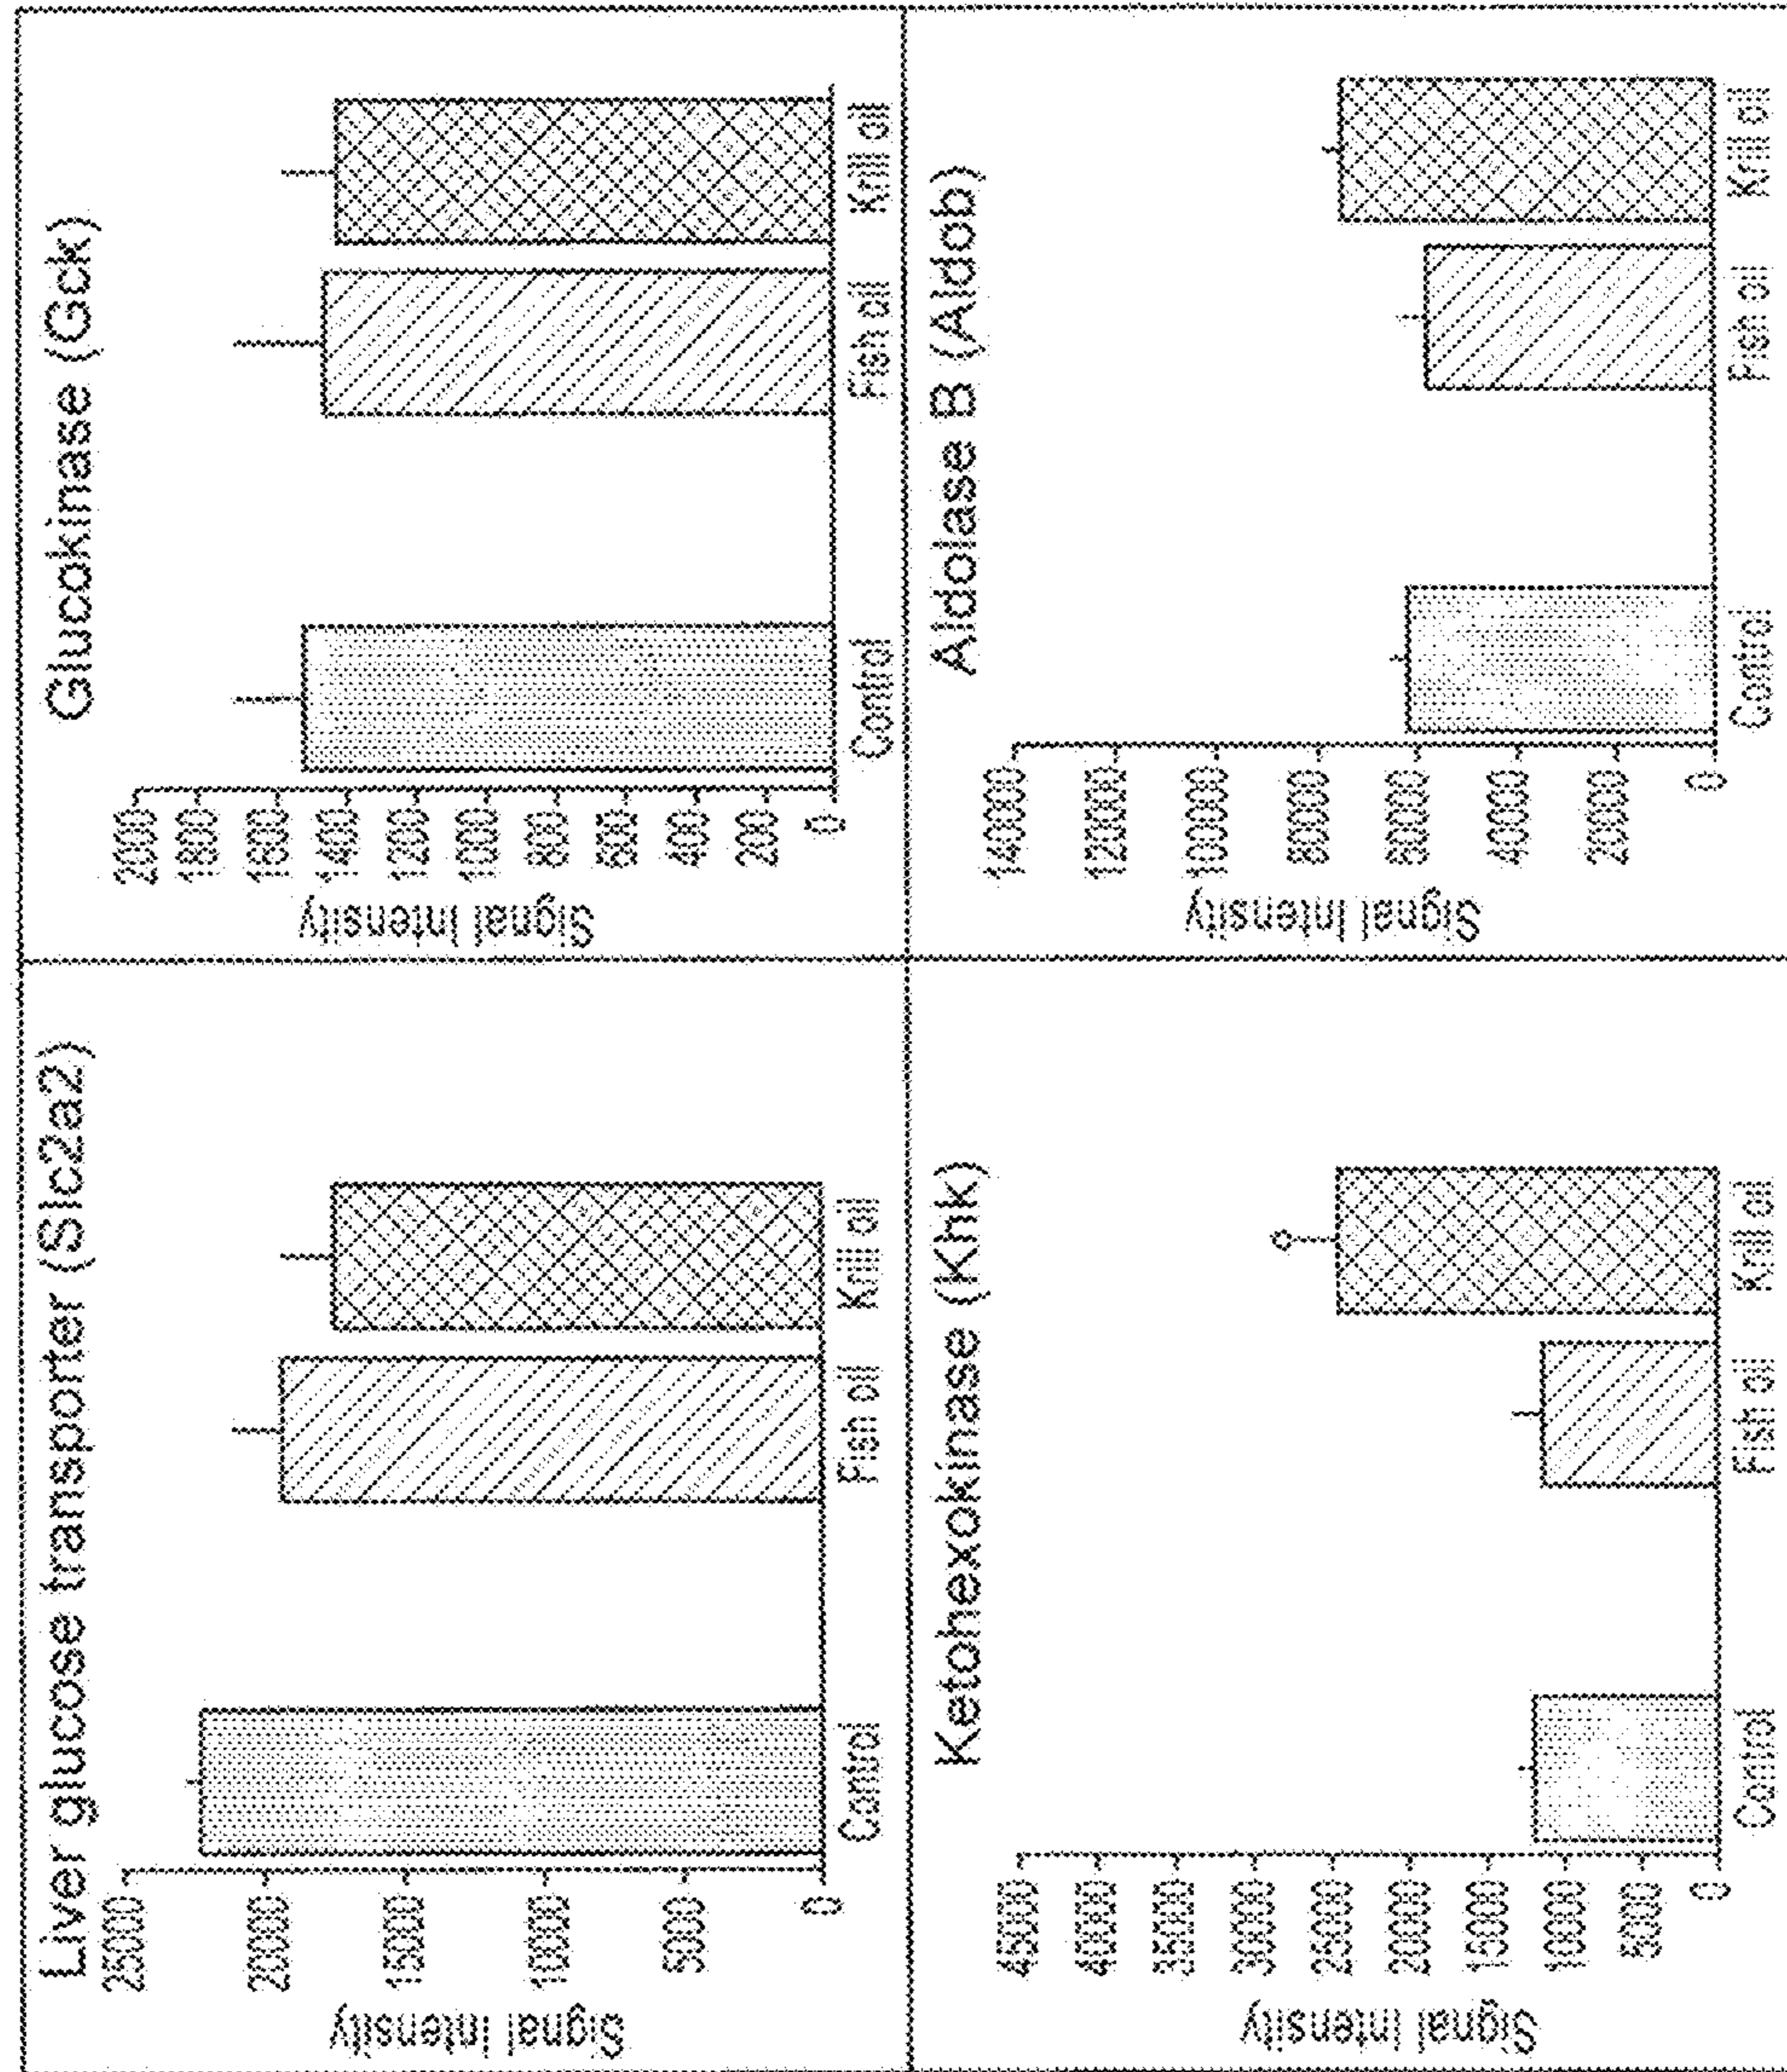 Liver glucose transporter (Slc2a2)
Signal Intensity
25000
20000
15000
10000
5000
0
Control
Fish oil
Krill oil
Glucokinase (Gck)
Signal Intensity
2000
1800
1600
1400
1200
1000
800
600
400
200
0
Control
Fish oil
Krill oil
Ketohexokinase (Khk)
Signal Intensity
45000
40000
35000
30000
25000
20000
15000
10000
5000
0
Control
Fish oil
Krill oil
Aldolase B (Aldob)
Signal Intensity
140000
120000
100000
80000
60000
40000
20000
0
Control
Fish oil
Krill oil